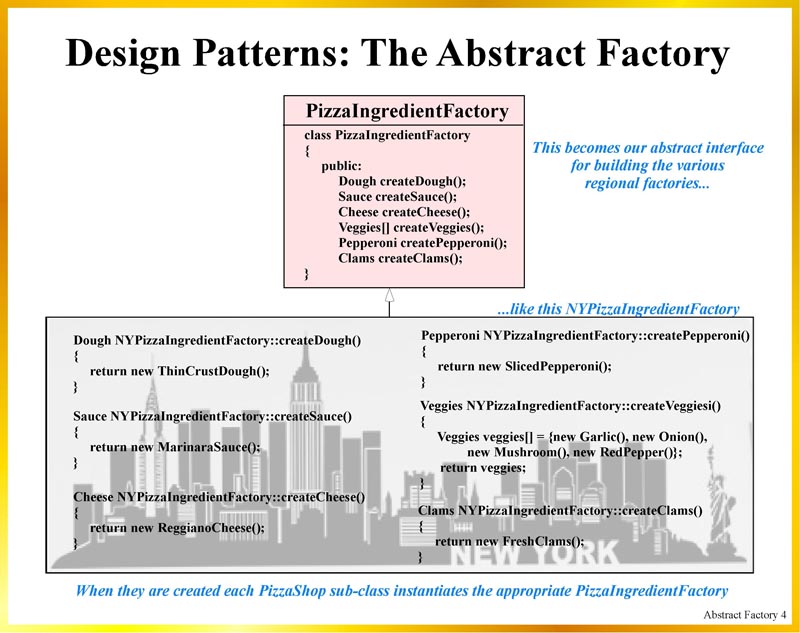 Design Patterns: The Abstract Factory
PizzaIngredientFactory
class PizzaIngredientFactory
{
public:
Dough createDough();
Sauce createSauce();
Cheese createCheese();
Veggies[] createVeggies();
Pepperoni createPepperoni();
Clams createClams();
}
This becomes our abstract interface
for building the various
regional factories...
...like this NYPizzaIngredientFactory
Dough NYPizzaIngredientFactory::createDough()
{
return new ThinCrustDough();
}
Sauce NYPizzaIngredientFactory::createSauce()
{
return new MarinaraSauce();
}
Cheese NYPizzaIngredientFactory::createCheese()
{
return new ReggianoCheese();
}
Pepperoni NYPizzaIngredientFactory::createPepperoni()
{
return new SlicedPepperoni();
}
Veggies NYPizzaIngredientFactory::createVeggiesi()
{
Veggies veggies[] = {new Garlic(), new Onion(),
new Mushroom(), new RedPepper()};
return veggies;
}
Clams NYPizzaIngredientFactory::createClams()
{
return new FreshClams();
}
NEW YORK
When they are created each PizzaShop sub-class instantiates the appropriate PizzaIngredientFactory
Abstract Factory 4